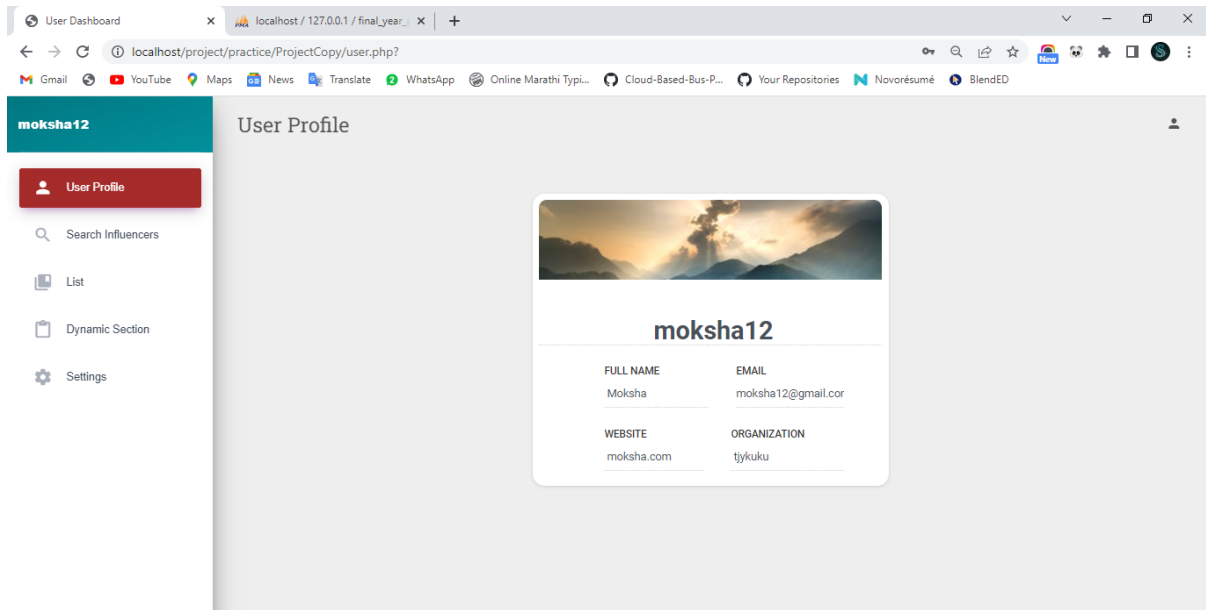 User Dashboard
localhost / 127.0.0.1 / final_year_
localhost/project/practice/ProjectCopy/user.php?
New
S
Gmail
YouTube
Maps
News
Translate
2 WhatsApp
Online Marathi Typi...
Cloud-Based-Bus-P...
Your Repositories
Novorésumé
BlendED
moksha12
User Profile
User Profile
Search Influencers
List
Dynamic Section
Settings
moksha12
FULL NAME EMAIL
Moksha moksha12@gmail.cor
WEBSITE ORGANIZATION
moksha.com tjykuku